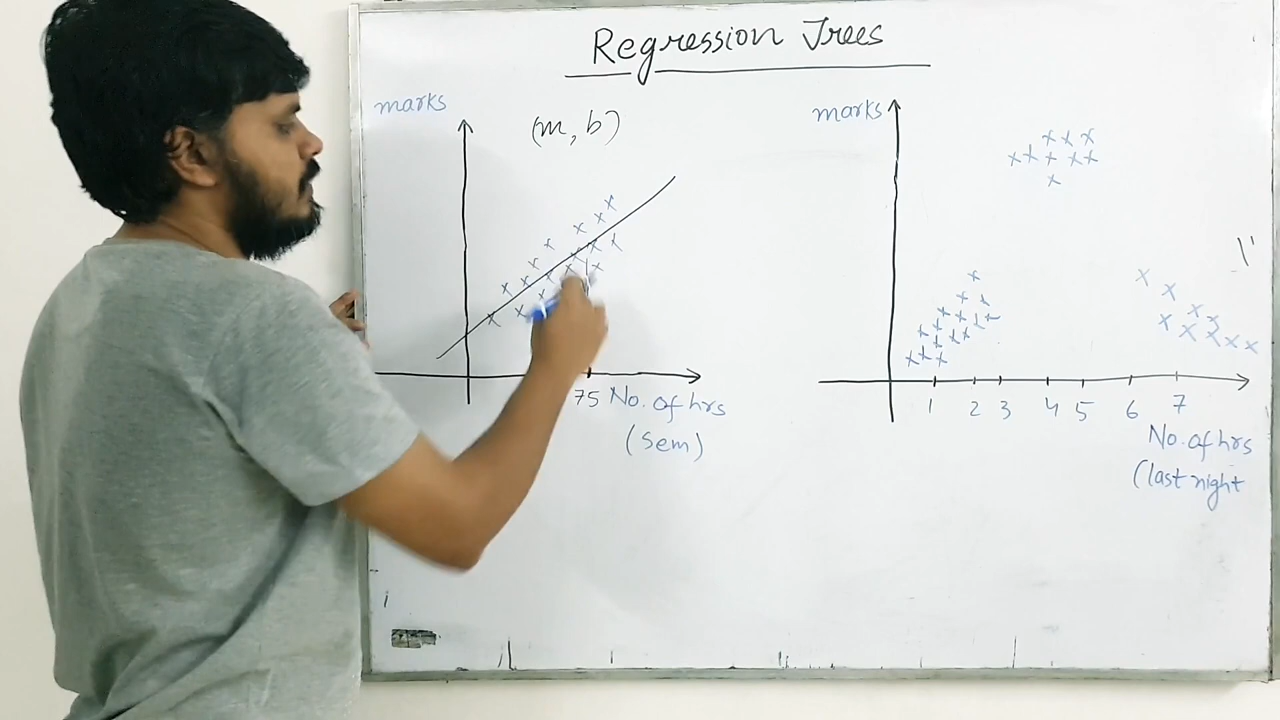 Regression Trees
marks
(m, b)
75 No. of hrs
(sem)
marks
1 2 3 4 5 6 7
No. of hrs
(last night